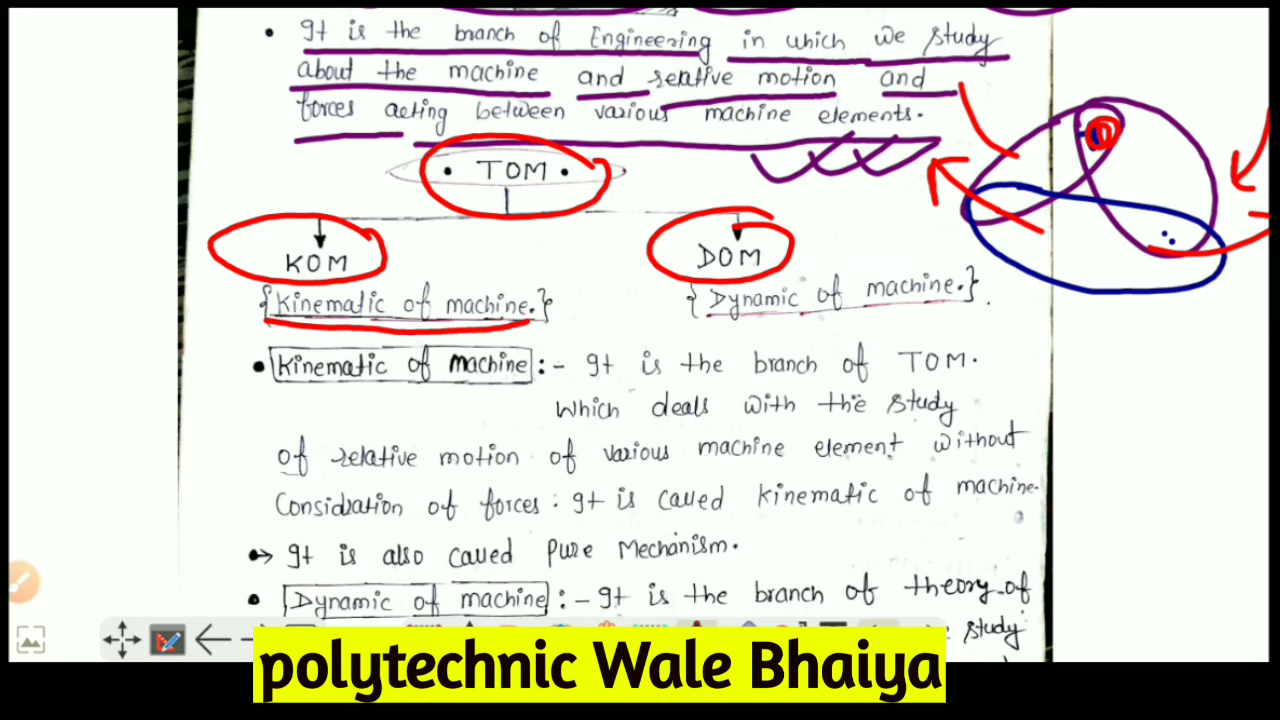 • It is the branch of Engineering in which we study
about the machine and relative motion and
forces acting between various machine elements.
• TOM •
KOM DOM
{Kinematic of machine.} {Dynamic of machine.}.
• Kinematic of machine :- It is the branch of TOM.
Which deals with the study
of relative motion of various machine element without
Considration of forces : It is called kinematic of machine.
↦ It is also called Pure Mechanism.
• Dynamic of machine :- It is the branch of theory of
study
polytechnic Wale Bhaiya